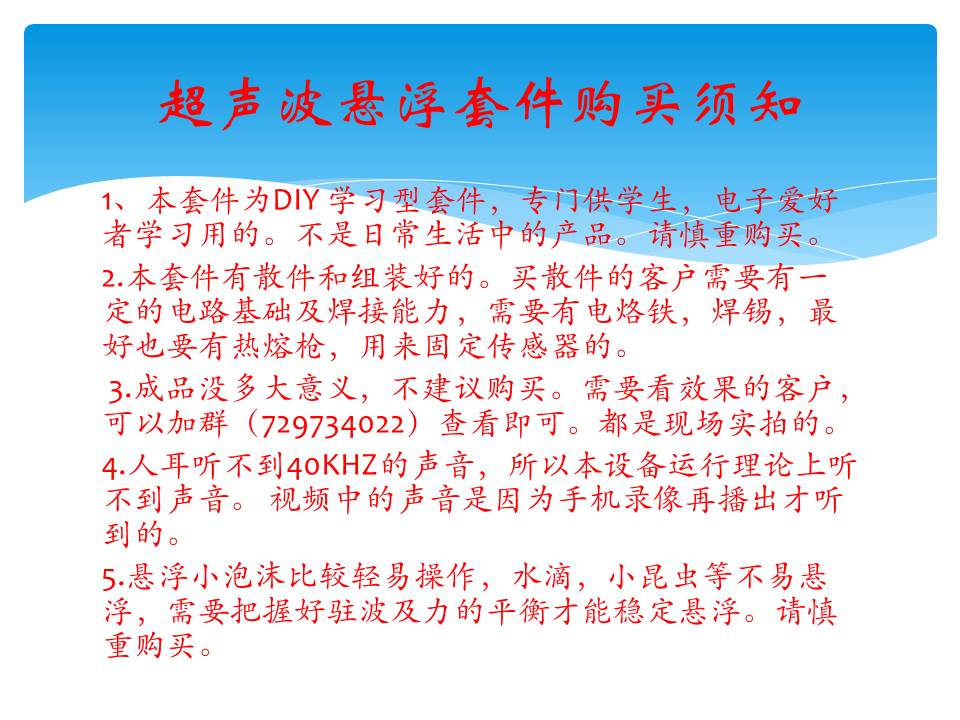 超声波悬浮套件购买须知
1、本套件为DIY 学习型套件，专门供学生，电子爱好
者学习用的。不是日常生活中的产品。请慎重购买。
2.本套件有散件和组装好的。买散件的客户需要有一
定的电路基础及焊接能力，需要有电烙铁，焊锡，最
好也要有热熔枪，用来固定传感器的。
3.成品没多大意义，不建议购买。需要看效果的客户，
可以加群（729734022）查看即可。都是现场实拍的。
4.人耳听不到40KHZ的声音，所以本设备运行理论上听
不到声音。 视频中的声音是因为手机录像再播出才听
到的。
5.悬浮小泡沫比较轻易操作，水滴，小昆虫等不易悬
浮，需要把握好驻波及力的平衡才能稳定悬浮。请慎
重购买。